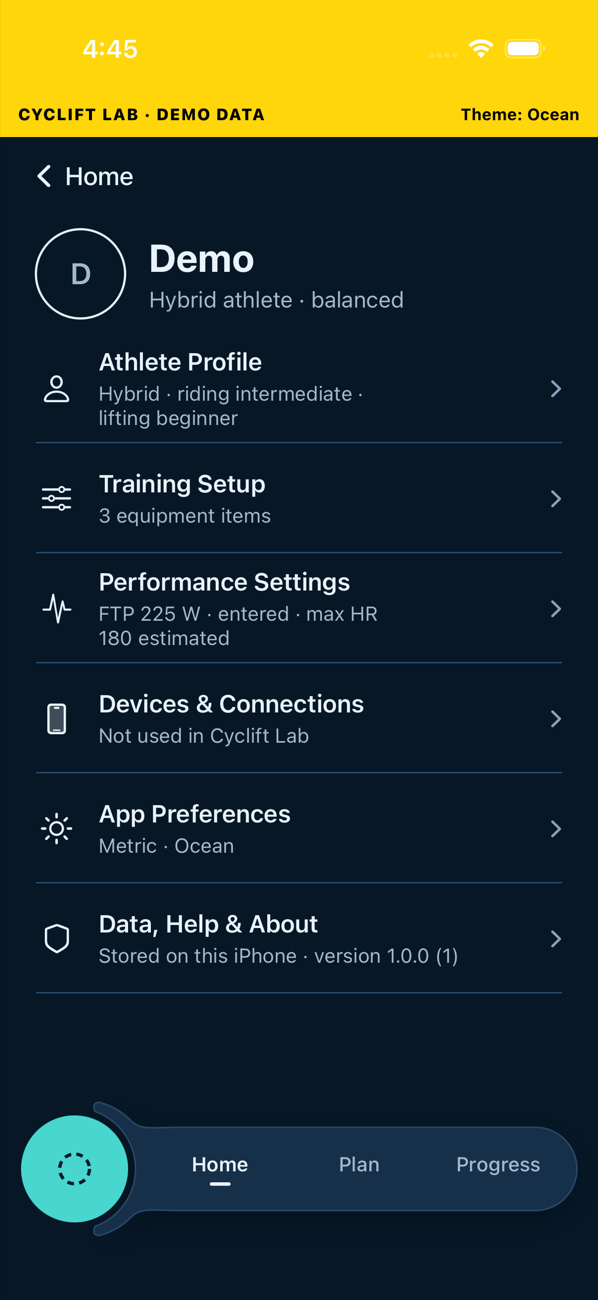 4:45
CYCLIFT LAB · DEMO DATA
Theme: Ocean
Home
D
Demo
Hybrid athlete · balanced
Athlete Profile
Hybrid · riding intermediate ·
lifting beginner
Training Setup
3 equipment items
Performance Settings
FTP 225 W · entered · max HR
180 estimated
Devices & Connections
Not used in Cyclift Lab
App Preferences
Metric · Ocean
Data, Help & About
Stored on this iPhone · version 1.0.0 (1)
Home
Plan
Progress